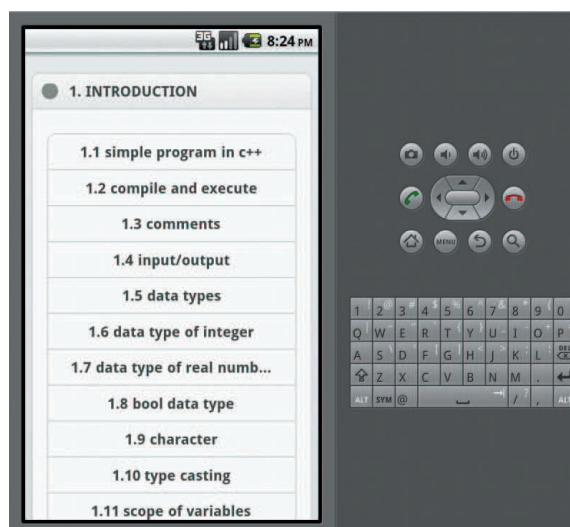 3G 8:24 PM
1. INTRODUCTION
1.1 simple program in c++
1.2 compile and execute
1.3 comments
1.4 input/output
1.5 data types
1.6 data type of integer
1.7 data type of real numb...
1.8 bool data type
1.9 character
1.10 type casting
1.11 scope of variables
MENU
1 ! 2 @ 3 # 4 $ 5 % 6 ^ 7 & 8 * 9 ( 0
Q W E R T Y U I O P
A S D F G H J K L DEL
Z X C V B N M .
ALT SYM @ / ? , ALT